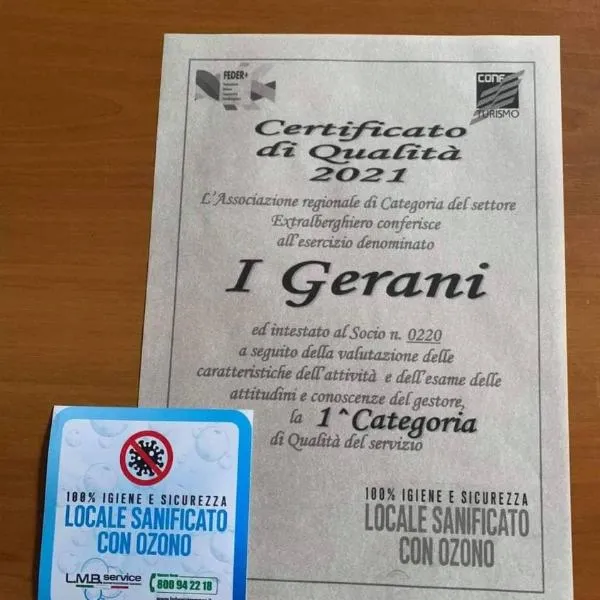 FEDER+
CONF
TURISMO
Certificato
di Qualità
2021
L'Associazione regionale di Categoria del settore
Extralberghiero conferisce
all'esercizio denominato
I Gerani
ed intestato al Socio n. 0220
a seguito della valutazione delle
caratteristiche dell'attività e dell'esame delle
attitudini e conoscenze del gestore,
la 1^Categoria
di Qualità del servizio
100% IGIENE E SICUREZZA
LOCALE SANIFICATO
CON OZONO
100% IGIENE E SICUREZZA
LOCALE SANIFICATO
CON OZONO
L.M.B. service
800 94 22 18